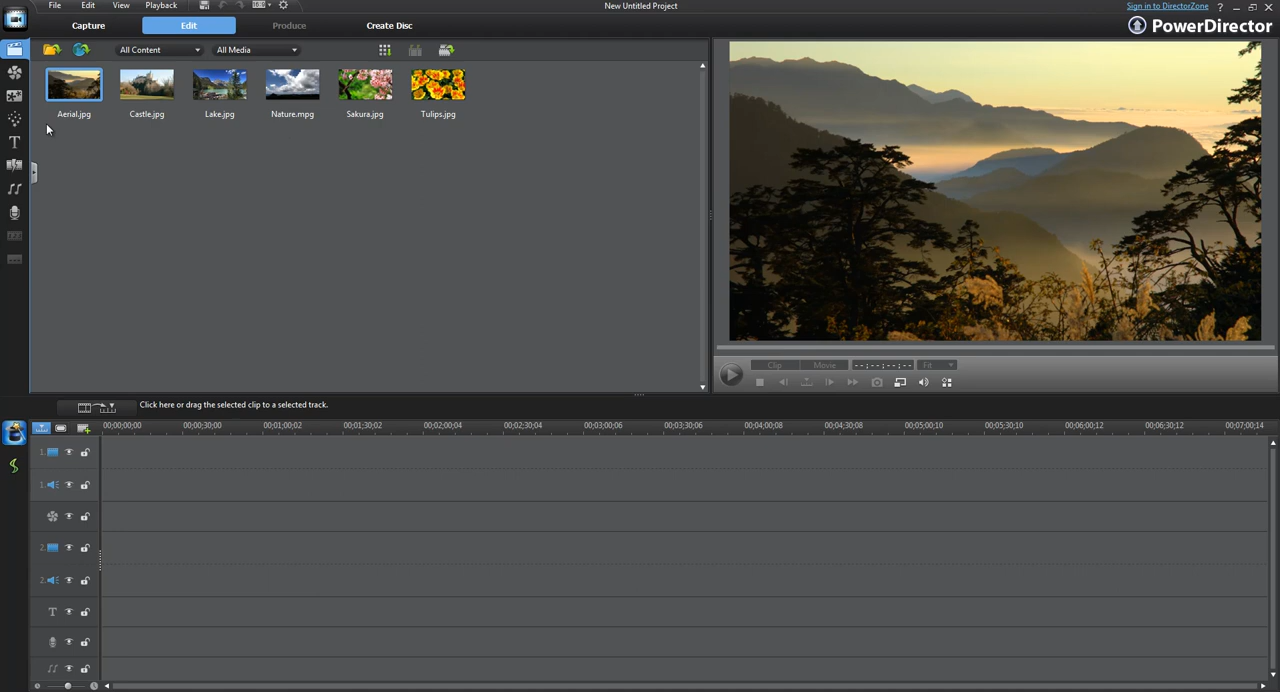 File Edit View Playback New Untitled Project Sign in to DirectorZone ?
Capture Edit Produce Create Disc PowerDirector
All Content All Media
Aerial.jpg Castle.jpg Lake.jpg Nature.mpg Sakura.jpg Tulips.jpg
T
Clip Movie --;--;--;-- Fit
Click here or drag the selected clip to a selected track.
00;00;00;00 00;00;30;00 00;01;00;02 00;01;30;02 00;02;00;04 00;02;30;04 00;03;00;06 00;03;30;06 00;04;00;08 00;04;30;08 00;05;00;10 00;05;30;10 00;06;00;12 00;06;30;12 00;07;00;14
1.
1.
2.
2.
T